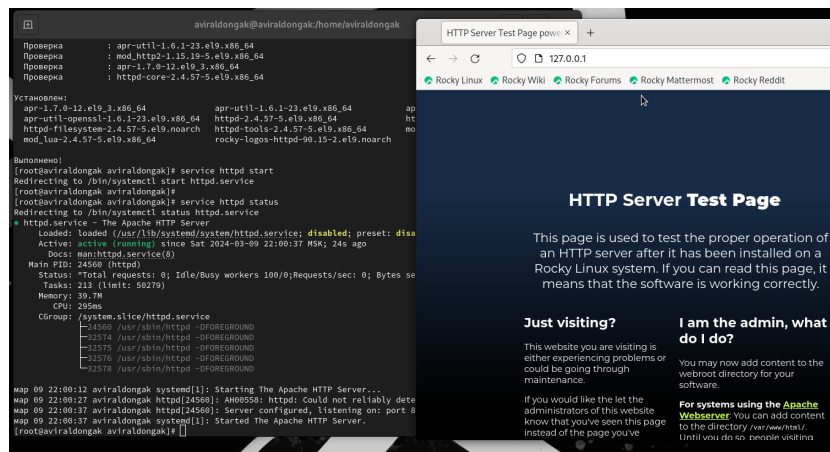 aviraldongak@aviraldongak:/home/aviraldongak
Проверка : apr-util-1.6.1-23.el9.x86_64
Проверка : mod_http2-1.15.19-5.el9.x86_64
Проверка : apr-1.7.0-12.el9_3.x86_64
Проверка : httpd-core-2.4.57-5.el9.x86_64
Установлен:
apr-1.7.0-12.el9_3.x86_64 apr-util-1.6.1-23.el9.x86_64 ap
apr-util-openssl-1.6.1-23.el9.x86_64 httpd-2.4.57-5.el9.x86_64 ht
httpd-filesystem-2.4.57-5.el9.noarch httpd-tools-2.4.57-5.el9.x86_64 mo
mod_lua-2.4.57-5.el9.x86_64 rocky-logos-httpd-90.15-2.el9.noarch
Выполнено!
[root@aviraldongak aviraldongak]# service httpd start
Redirecting to /bin/systemctl start httpd.service
[root@aviraldongak aviraldongak]#
[root@aviraldongak aviraldongak]# service httpd status
Redirecting to /bin/systemctl status httpd.service
● httpd.service - The Apache HTTP Server
Loaded: loaded (/usr/lib/systemd/system/httpd.service; disabled; preset: disa
Active: active (running) since Sat 2024-03-09 22:00:37 MSK; 24s ago
Docs: man:httpd.service(8)
Main PID: 24560 (httpd)
Status: "Total requests: 0; Idle/Busy workers 100/0;Requests/sec: 0; Bytes se
Tasks: 213 (limit: 50279)
Memory: 39.7M
CPU: 295ms
CGroup: /system.slice/httpd.service
├─24560 /usr/sbin/httpd -DFOREGROUND
├─32574 /usr/sbin/httpd -DFOREGROUND
├─32575 /usr/sbin/httpd -DFOREGROUND
├─32576 /usr/sbin/httpd -DFOREGROUND
└─32578 /usr/sbin/httpd -DFOREGROUND
мар 09 22:00:12 aviraldongak systemd[1]: Starting The Apache HTTP Server...
мар 09 22:00:27 aviraldongak httpd[24560]: AH00558: httpd: Could not reliably dete
мар 09 22:00:37 aviraldongak httpd[24560]: Server configured, listening on: port 8
мар 09 22:00:37 aviraldongak systemd[1]: Started The Apache HTTP Server.
[root@aviraldongak aviraldongak]#
HTTP Server Test Page powe
127.0.0.1
Rocky Linux Rocky Wiki Rocky Forums Rocky Mattermost Rocky Reddit
HTTP Server Test Page
This page is used to test the proper operation of
an HTTP server after it has been installed on a
Rocky Linux system. If you can read this page, it
means that the software is working correctly.
Just visiting?
This website you are visiting is
either experiencing problems or
could be going through
maintenance.
If you would like the let the
administrators of this website
know that you've seen this page
instead of the page you've
I am the admin, what
do I do?
You may now add content to the
webroot directory for your
software.
For systems using the Apache
Webserver: You can add content
to the directory /var/www/html/.
Until you do so, people visiting